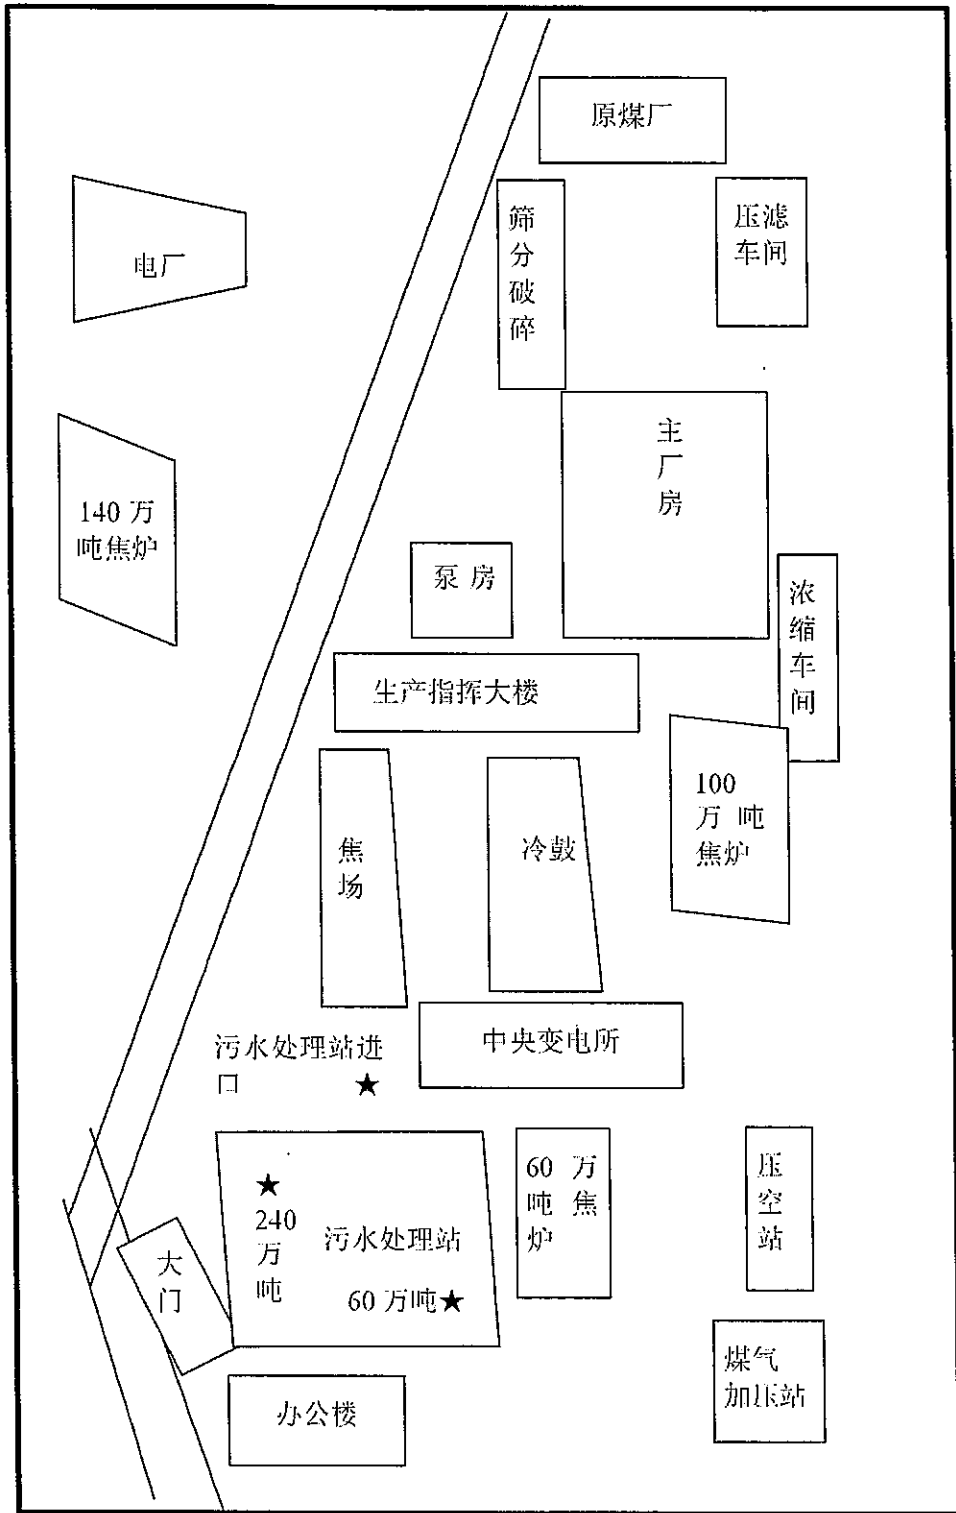 原煤厂
筛
分
破
碎
压滤
车间
电厂
主
厂
房
140 万
吨焦炉
泵 房
浓
缩
车
间
生产指挥大楼
100
万 吨
焦炉
焦
场
冷鼓
中央变电所
污水处理站进
口 ★
★
240
万
吨
污水处理站
60 万吨★
60 万
吨 焦
炉
压
空
站
大
门
煤气
加压站
办公楼